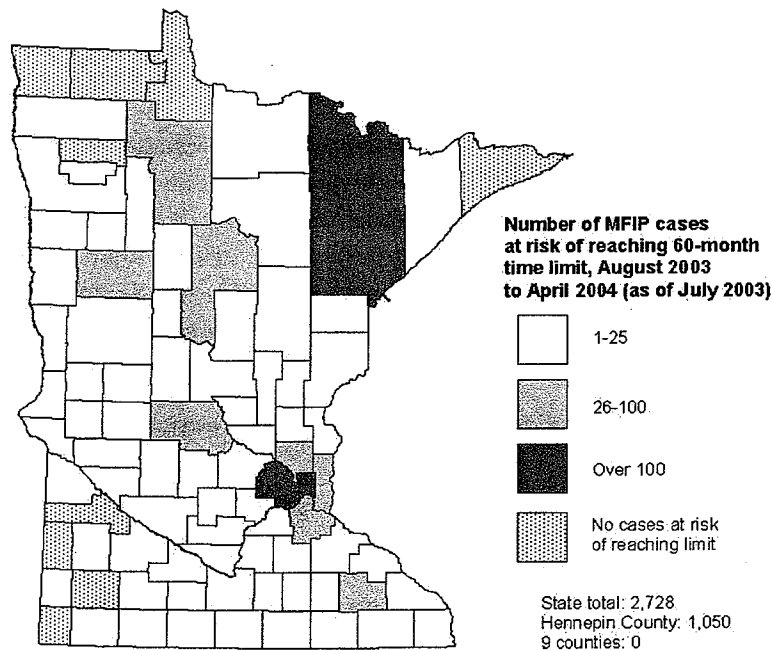 Number of MFIP cases
at risk of reaching 60-month
time limit, August 2003
to April 2004 (as of July 2003)
1-25
26-100
Over 100
No cases at risk
of reaching limit
State total: 2,728
Hennepin County: 1,050
9 counties: 0